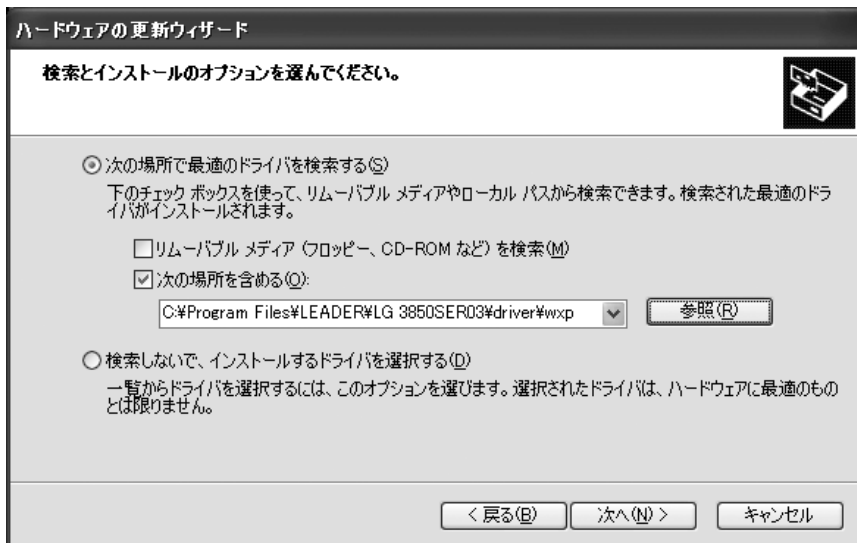 ハードウェアの更新ウィザード
検索とインストールのオプションを選んでください。
次の場所で最適のドライバを検索する(S)
下のチェック ボックスを使って、リムーバブル メディアやローカル パスから検索できます。検索された最適のドラ
イバがインストールされます。
リムーバブル メディア (フロッピー、CD-ROM など) を検索(M)
次の場所を含める(O):
C:¥Program Files¥LEADER¥LG 3850SER03¥driver¥wxp
参照(R)
検索しないで、インストールするドライバを選択する(D)
一覧からドライバを選択するには、このオプションを選びます。選択されたドライバは、ハードウェアに最適のもの
とは限りません。
< 戻る(B) 次へ(N) > キャンセル